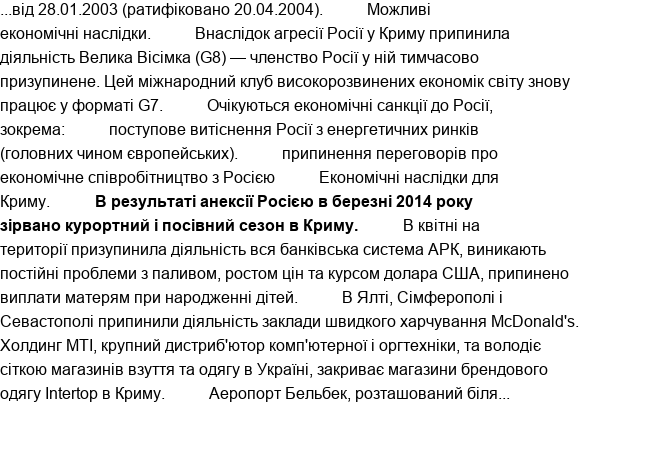 ...від 28.01.2003 (ратифіковано 20.04.2004). Можливі
економічні наслідки. Внаслідок агресії Росії у Криму припинила
діяльність Велика Вісімка (G8) — членство Росії у ній тимчасово
призупинене. Цей міжнародний клуб високорозвинених економік світу знову
працює у форматі G7. Очікуються економічні санкції до Росії,
зокрема: поступове витіснення Росії з енергетичних ринків
(головних чином європейських). припинення переговорів про
економічне співробітництво з Росією Економічні наслідки для
Криму. В результаті анексії Росією в березні 2014 року
зірвано курортний і посівний сезон в Криму. В квітні на
території призупинила діяльність вся банківська система АРК, виникають
постійні проблеми з паливом, ростом цін та курсом долара США, припинено
виплати матерям при народженні дітей. В Ялті, Сімферополі і
Севастополі припинили діяльність заклади швидкого харчування McDonald's.
Холдинг МТІ, крупний дистриб'ютор комп'ютерної і оргтехніки, та володіє
сіткою магазинів взуття та одягу в Україні, закриває магазини брендового
одягу Intertop в Криму. Аеропорт Бельбек, розташований біля...